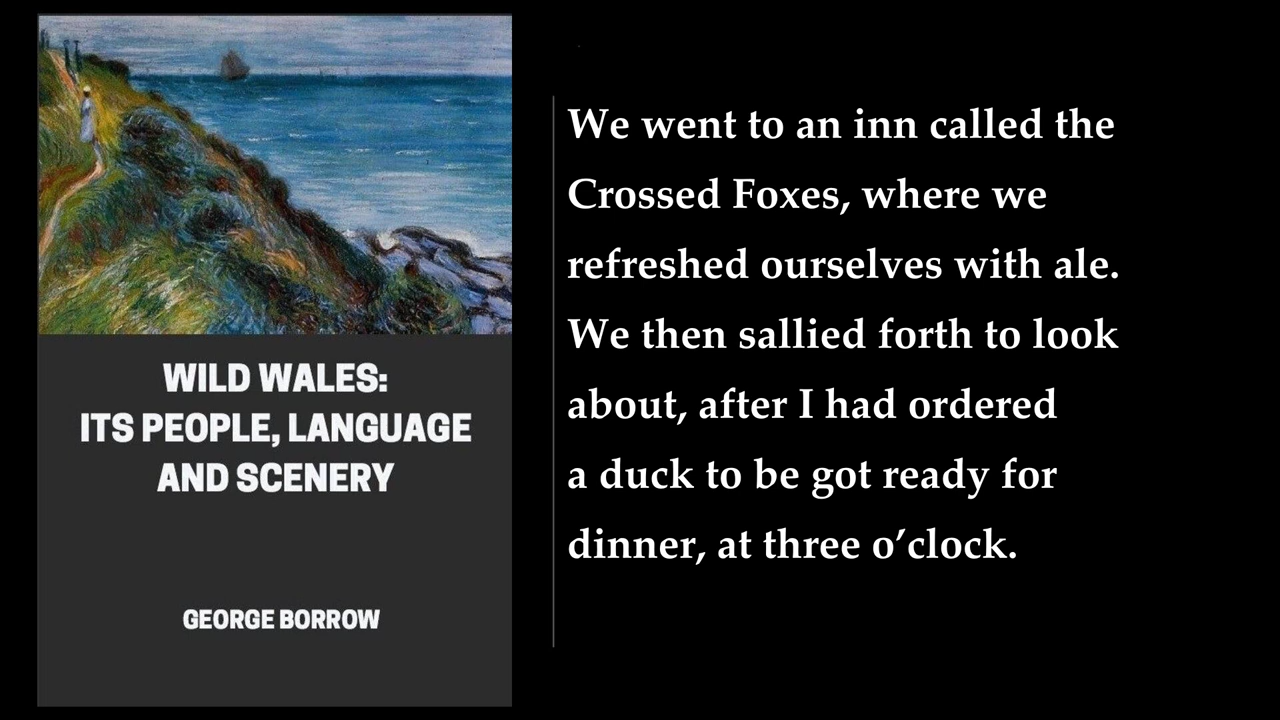 WILD WALES:
ITS PEOPLE, LANGUAGE
AND SCENERY
GEORGE BORROW
We went to an inn called the
Crossed Foxes, where we
refreshed ourselves with ale.
We then sallied forth to look
about, after I had ordered
a duck to be got ready for
dinner, at three o’clock.